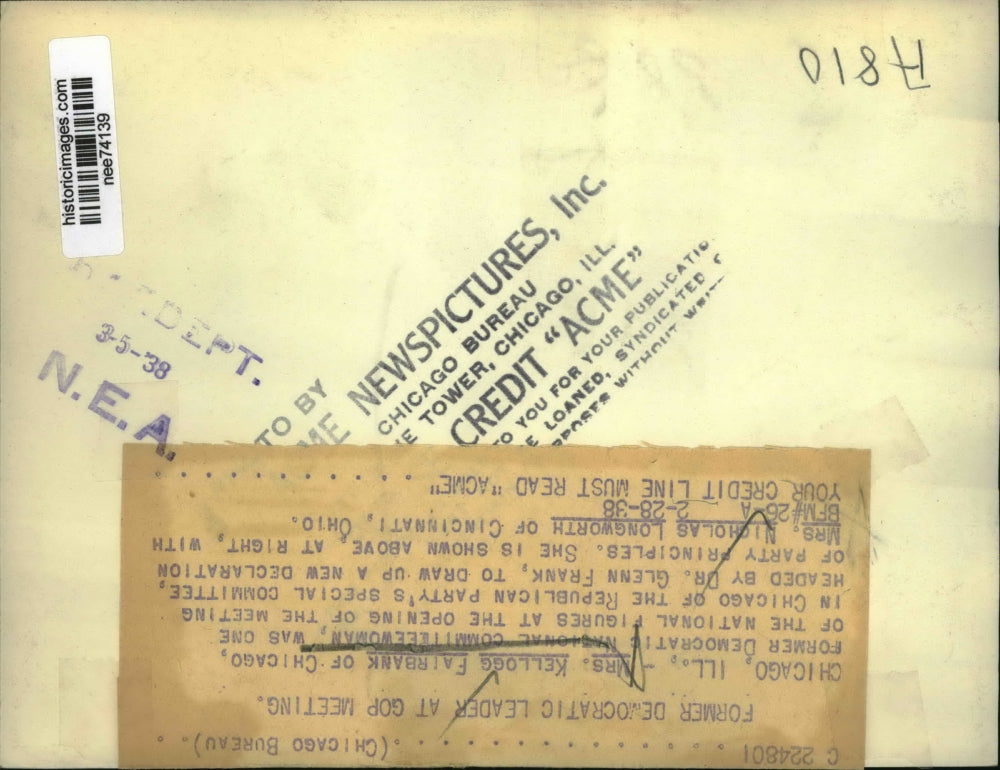 historicimages.com
nee74139
A810
DEPT.
3-5-38
N.E.A.
TO BY
NEWSPICTURES, Inc.
CHICAGO BUREAU
TOWER, CHICAGO, ILL.
CREDIT "ACME"
TO YOU FOR YOUR PUBLICATION
LOANED, SYNDICATED
WITHOUT
C 224801 . . . . . . . . . . . . . . . (CHICAGO BUREAU). .
FORMER DEMOCRATIC LEADER AT GOP MEETING.
CHICAGO, ILL., - MRS. KELLOGG FAIRBANK OF CHICAGO,
FORMER DEMOCRATIC NATIONAL COMMITTEEWOMAN, WAS ONE
OF THE NATIONAL FIGURES AT THE OPENING OF THE MEETING
IN CHICAGO OF THE REPUBLICAN PARTY'S SPECIAL COMMITTEE,
HEADED BY DR. GLENN FRANK, TO DRAW UP A NEW DECLARATION
OF PARTY PRINCIPLES. SHE IS SHOWN ABOVE, AT RIGHT, WITH
MRS. NICHOLAS LONGWORTH OF CINCINNATI, OHIO.
BFM#26 A 2-28-38
YOUR CREDIT LINE MUST READ "ACME" . . . . . . . . . . .